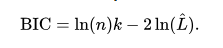 BIC = ln(n)k − 2 ln(L̂).